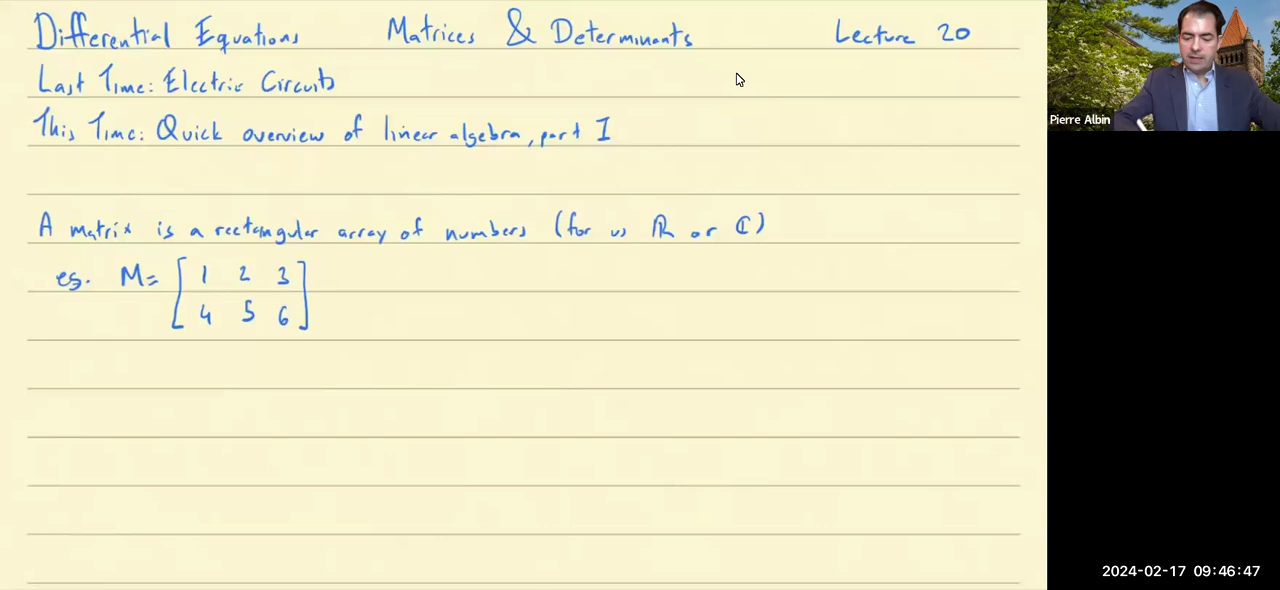 Differential Equations Matrices & Determinants Lecture 20
Last Time: Electric Circuits
This Time: Quick overview of linear algebra, part I
A matrix is a rectangular array of numbers (for us ℝ or ℂ)
eg. M = [ 1 2 3
4 5 6 ]
Pierre Albin
2024-02-17 09:46:47